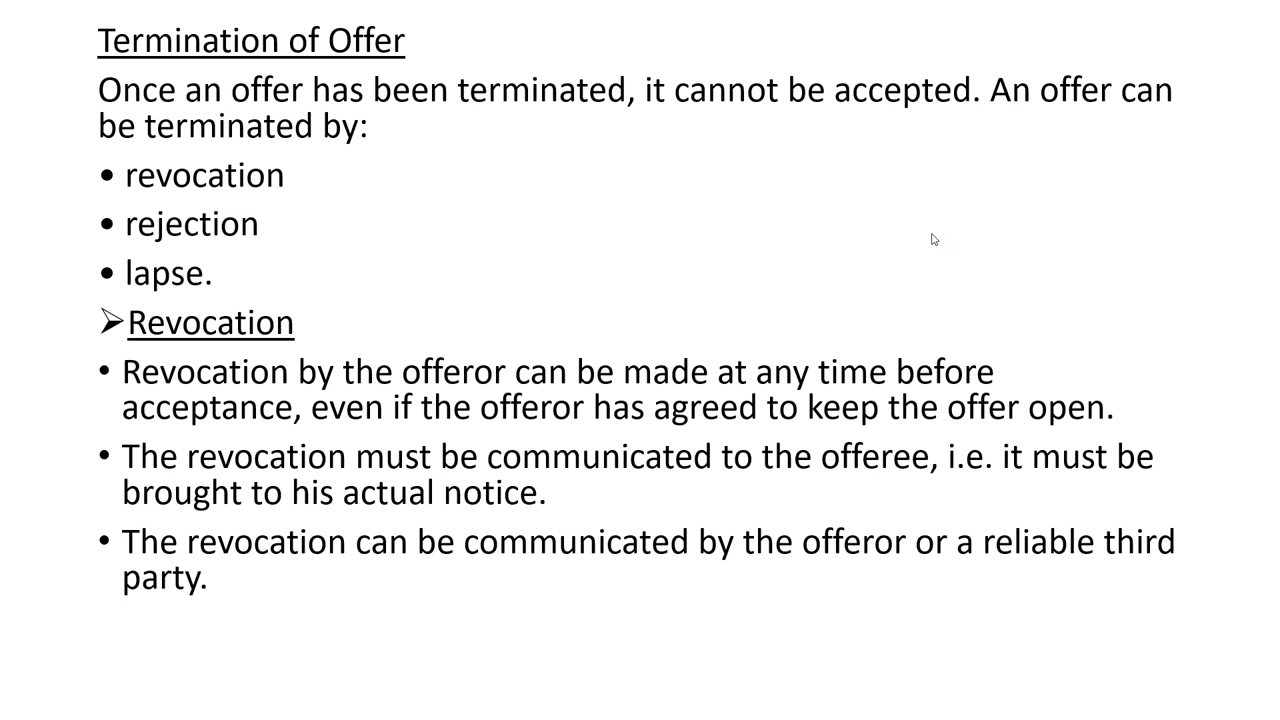 Termination of Offer
Once an offer has been terminated, it cannot be accepted. An offer can
be terminated by:
• revocation
• rejection
• lapse.
➢Revocation
• Revocation by the offeror can be made at any time before
acceptance, even if the offeror has agreed to keep the offer open.
• The revocation must be communicated to the offeree, i.e. it must be
brought to his actual notice.
• The revocation can be communicated by the offeror or a reliable third
party.